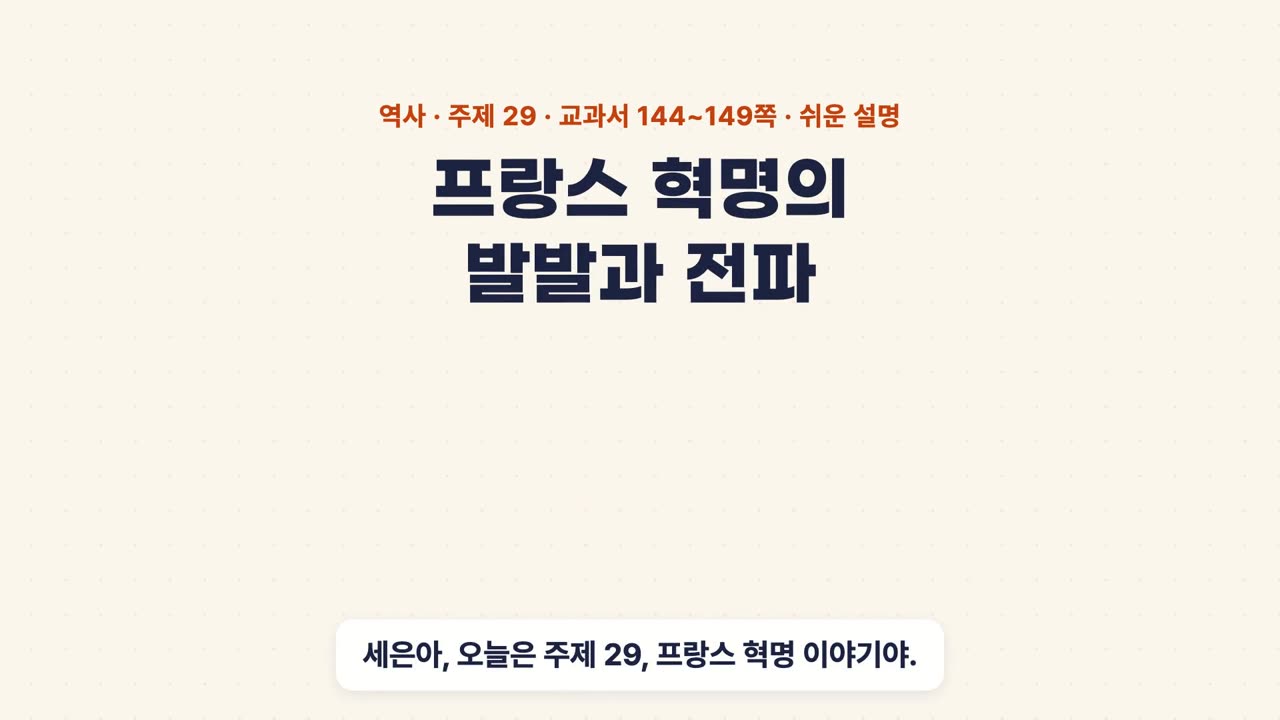 역사 · 주제 29 · 교과서 144~149쪽 · 쉬운 설명
프랑스 혁명의
발발과 전파
세은아, 오늘은 주제 29, 프랑스 혁명 이야기야.